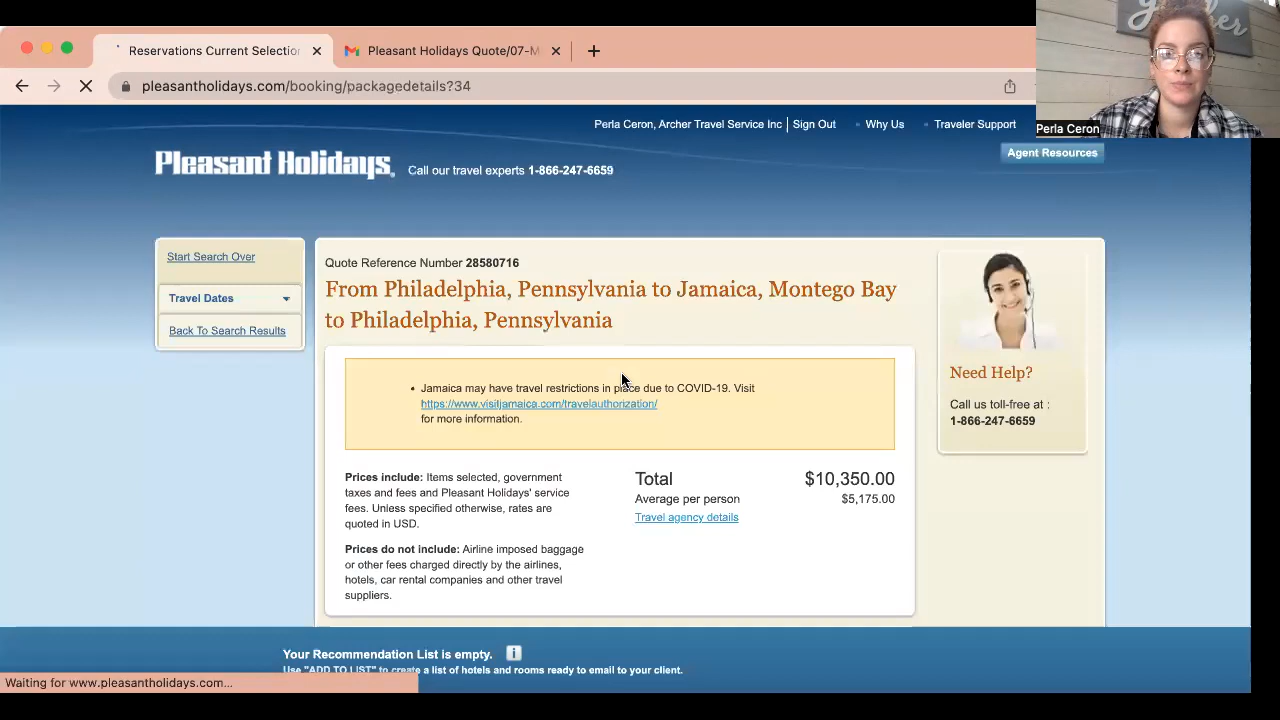 Reservations Current Selection
Pleasant Holidays Quote/07-M
pleasantholidays.com/booking/packagedetails?34
Perla Ceron
Perla Ceron, Archer Travel Service Inc | Sign Out Why Us Traveler Support
Agent Resources
Pleasant Holidays. Call our travel experts 1-866-247-6659
Start Search Over
Travel Dates
Back To Search Results
Quote Reference Number 28580716
From Philadelphia, Pennsylvania to Jamaica, Montego Bay
to Philadelphia, Pennsylvania
• Jamaica may have travel restrictions in place due to COVID-19. Visit
https://www.visitjamaica.com/travelauthorization/
for more information.
Prices include: Items selected, government
taxes and fees and Pleasant Holidays' service
fees. Unless specified otherwise, rates are
quoted in USD.
Prices do not include: Airline imposed baggage
or other fees charged directly by the airlines,
hotels, car rental companies and other travel
suppliers.
Total $10,350.00
Average per person $5,175.00
Travel agency details
Need Help?
Call us toll-free at :
1-866-247-6659
Your Recommendation List is empty. i
Use "ADD TO LIST" to create a list of hotels and rooms ready to email to your client.
Waiting for www.pleasantholidays.com...